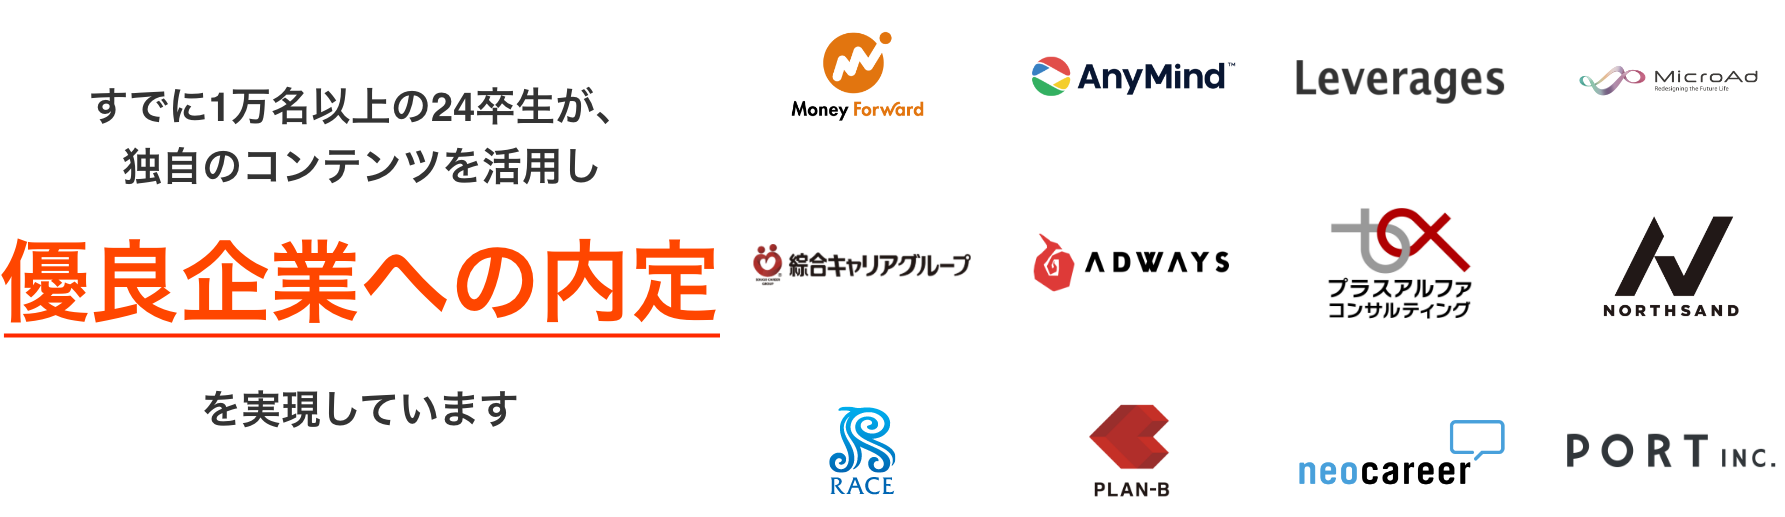 すでに1万名以上の24卒生が、
独自のコンテンツを活用し
優良企業への内定
を実現しています
Money Forward
AnyMind™
Leverages
MicroAd
Redesigning the Future Life
綜合キャリアグループ
ADWAYS
プラスアルファ
コンサルティング
NORTHSAND
RACE
PLAN-B
neocareer
PORT INC.